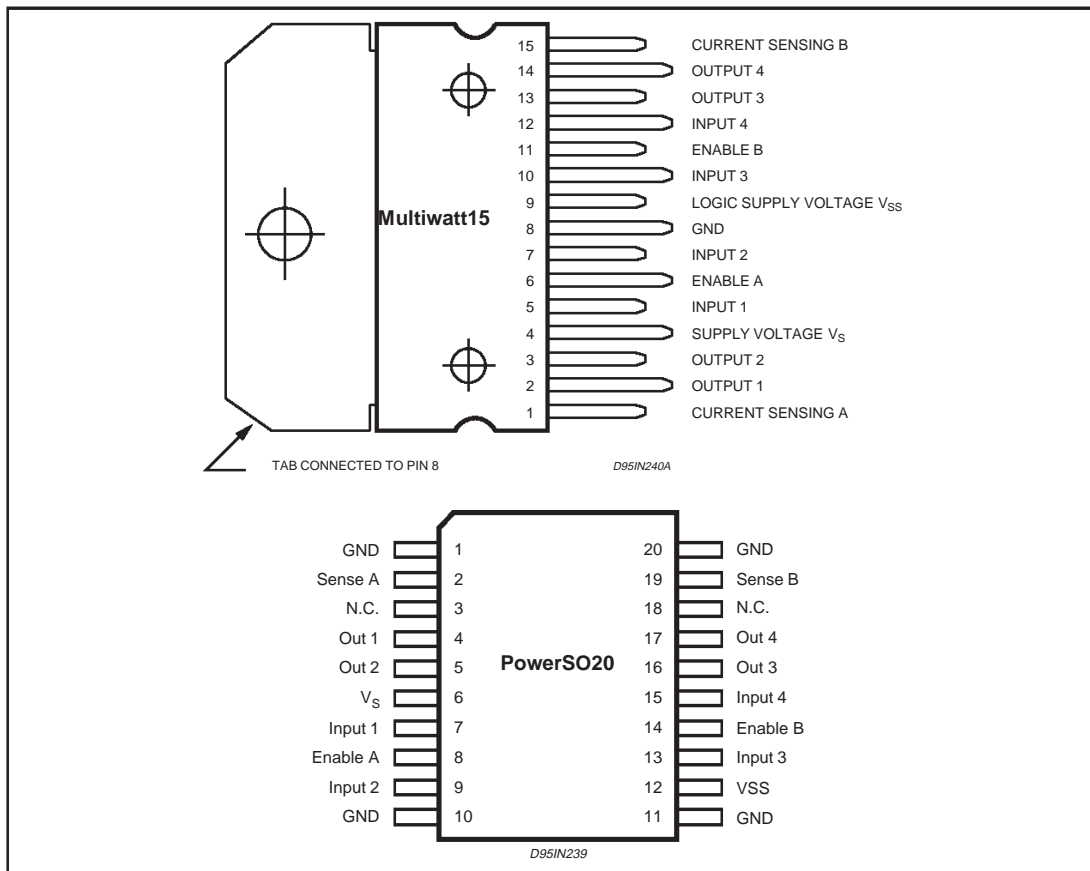 15 CURRENT SENSING B
14 OUTPUT 4
13 OUTPUT 3
12 INPUT 4
11 ENABLE B
10 INPUT 3
9 LOGIC SUPPLY VOLTAGE VSS
Multiwatt15
8 GND
7 INPUT 2
6 ENABLE A
5 INPUT 1
4 SUPPLY VOLTAGE VS
3 OUTPUT 2
2 OUTPUT 1
1 CURRENT SENSING A
TAB CONNECTED TO PIN 8
D95IN240A
GND 1 20 GND
Sense A 2 19 Sense B
N.C. 3 18 N.C.
Out 1 4 17 Out 4
Out 2 5 PowerSO20 16 Out 3
VS 6 15 Input 4
Input 1 7 14 Enable B
Enable A 8 13 Input 3
Input 2 9 12 VSS
GND 10 11 GND
D95IN239